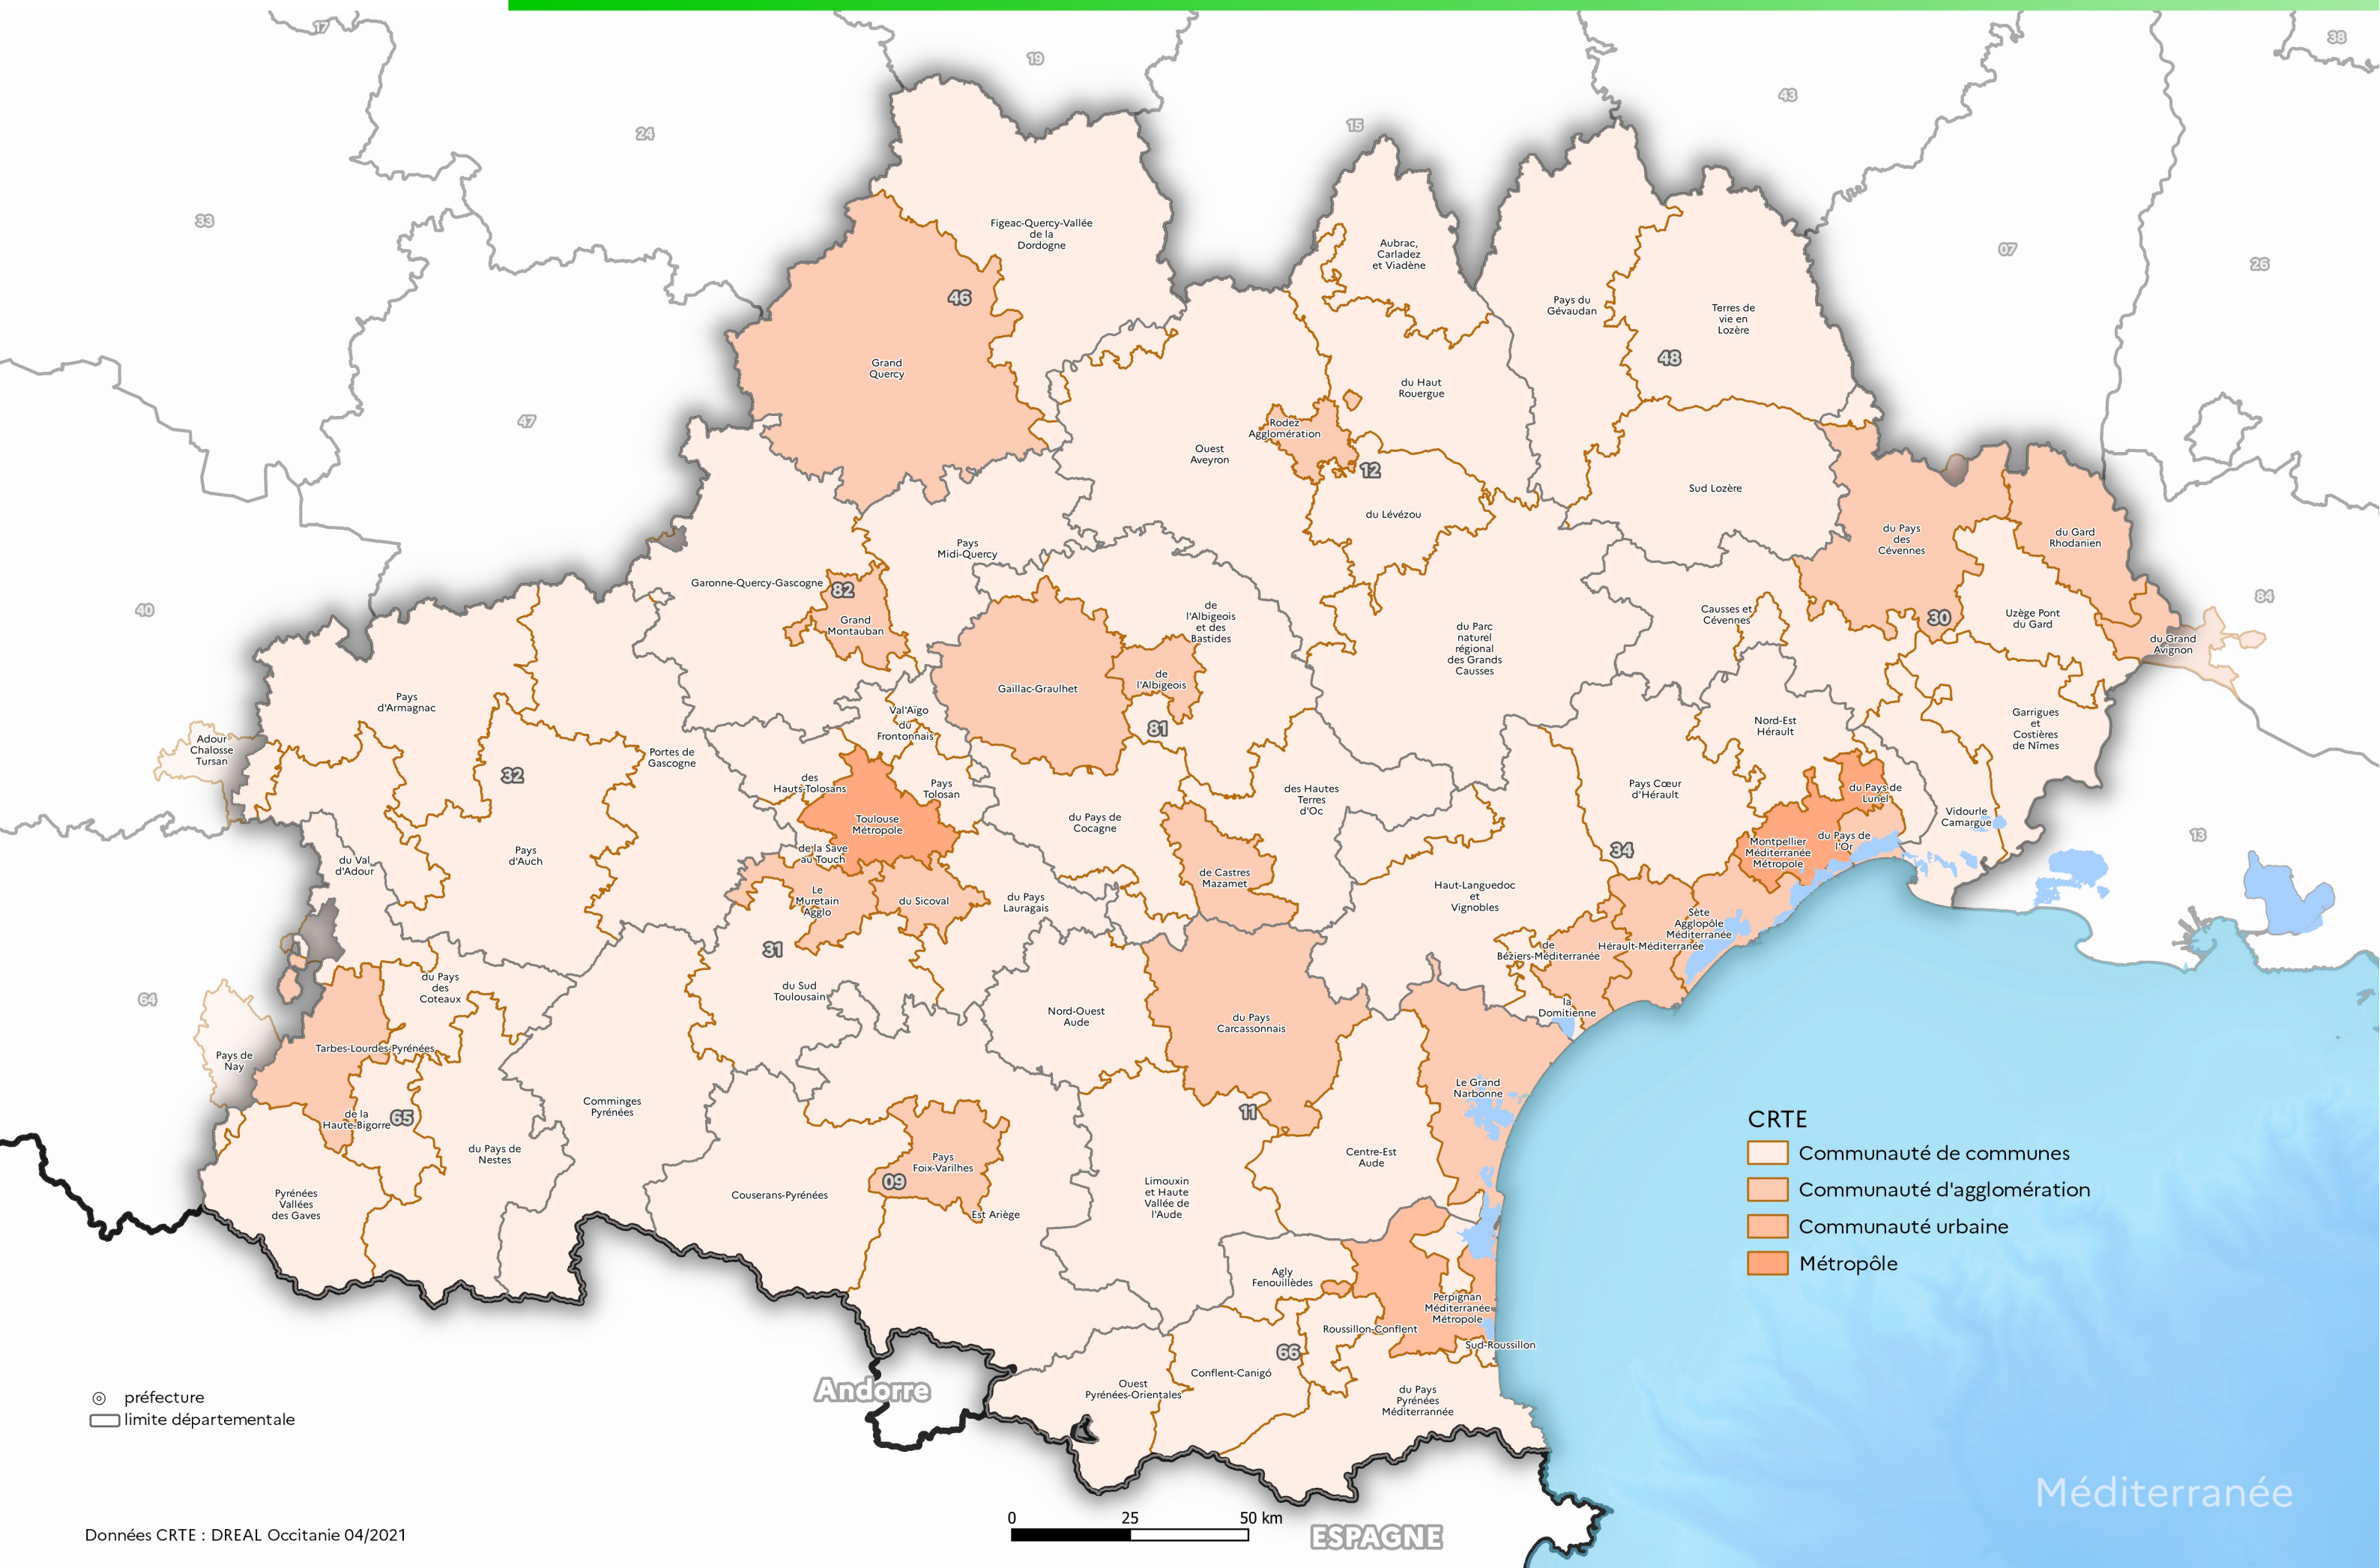 17
19
38
43
24
15
33
07
26
Figeac-Quercy-Vallée
de la
Dordogne
Aubrac,
Carladez
et Viadène
46
Pays du
Gévaudan
Terres de
vie en
Lozère
48
Grand
Quercy
du Haut
Rouergue
47
Rodez
Agglomération
Ouest
Aveyron
12
Sud Lozère
du Lévézou
du Pays
des
Cévennes
du Gard
Rhodanien
Pays
Midi-Quercy
Garonne-Quercy-Gascogne
82
40
84
Grand
Montauban
de
l'Albigeois
et des
Bastides
Causses et
Cévennes
30
Uzège Pont
du Gard
du Grand
Avignon
du Parc
naturel
régional
des Grands
Causses
de
l'Albigeois
Gaillac-Graulhet
Pays
d'Armagnac
Val'Aïgo
du
Frontonnais
81
Nord-Est
Hérault
Garrigues
et
Costières
de Nîmes
Adour
Chalosse
Tursan
Portes de
Gascogne
32
des
Hauts-Tolosans
Pays
Tolosan
des Hautes
Terres
d'Oc
Pays Cœur
d'Hérault
du Pays de
Lunel
Toulouse
Métropole
du Pays de
Cocagne
Vidourle
Camargue
13
34
du Pays de
l'Or
Montpellier
Méditerranée
Métropole
de la Save
au Touch
Pays
d'Auch
du Val
d'Adour
de Castres
Mazamet
Le
Muretain
Agglo
du Sicoval
du Pays
Lauragais
Haut-Languedoc
et
Vignobles
Sète
Agglopôle
Méditerranée
31
de
Béziers-Méditerranée
Hérault-Méditerranée
64
du Pays
des
Coteaux
du Sud
Toulousain
Nord-Ouest
Aude
du Pays
Carcassonnais
la
Domitienne
Pays de
Nay
Tarbes-Lourdes-Pyrénées
Le Grand
Narbonne
Comminges
Pyrénées
11
de la
Haute-Bigorre
65
CRTE
Communauté de communes
Communauté d'agglomération
Communauté urbaine
Métropôle
du Pays de
Nestes
Pays
Foix-Varilhes
09
Centre-Est
Aude
Pyrénées
Vallées
des Gaves
Couserans-Pyrénées
Est Ariège
Limouxin
et Haute
Vallée de
l'Aude
Agly
Fenouillèdes
Perpignan
Méditerranée
Métropole
Roussillon-Conflent
Sud-Roussillon
66
Conflent-Canigó
Andorre
Ouest
Pyrénées-Orientales
du Pays
Pyrénées
Méditerrannée
préfecture
limite départementale
Méditerranée
0 25 50 km
ESPAGNE
Données CRTE : DREAL Occitanie 04/2021